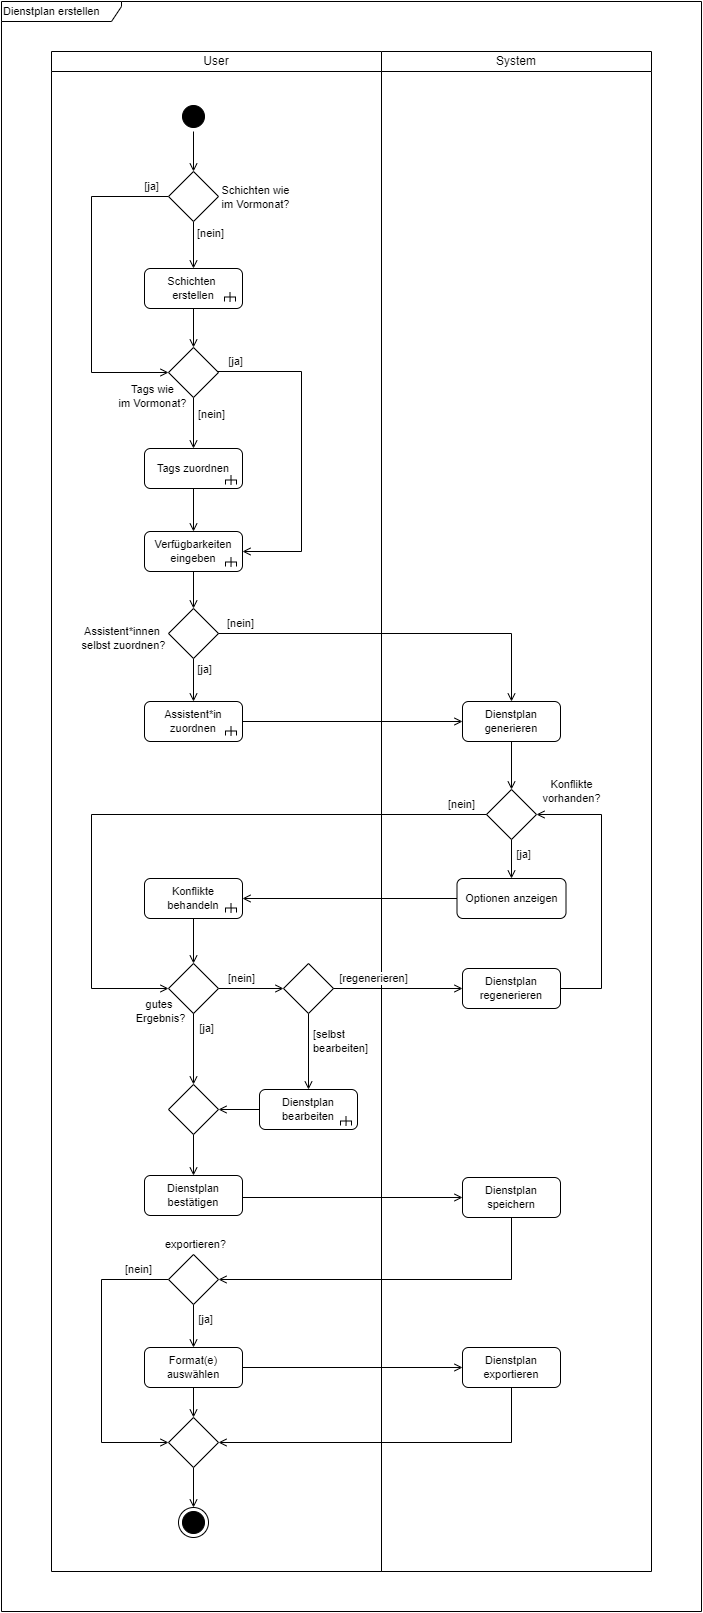 Dienstplan erstellen
User
System
[ja]
Schichten wie
im Vormonat?
[nein]
Schichten
erstellen
[ja]
Tags wie
im Vormonat?
[nein]
Tags zuordnen
Verfügbarkeiten
eingeben
[nein]
Assistent*innen
selbst zuordnen?
[ja]
Assistent*in
zuordnen
Dienstplan
generieren
Konflikte
vorhanden?
[nein]
[ja]
Konflikte
behandeln
Optionen anzeigen
[nein]
[regenerieren]
Dienstplan
regenerieren
gutes
Ergebnis?
[ja]
[selbst
bearbeiten]
Dienstplan
bearbeiten
Dienstplan
bestätigen
Dienstplan
speichern
exportieren?
[nein]
[ja]
Format(e)
auswählen
Dienstplan
exportieren